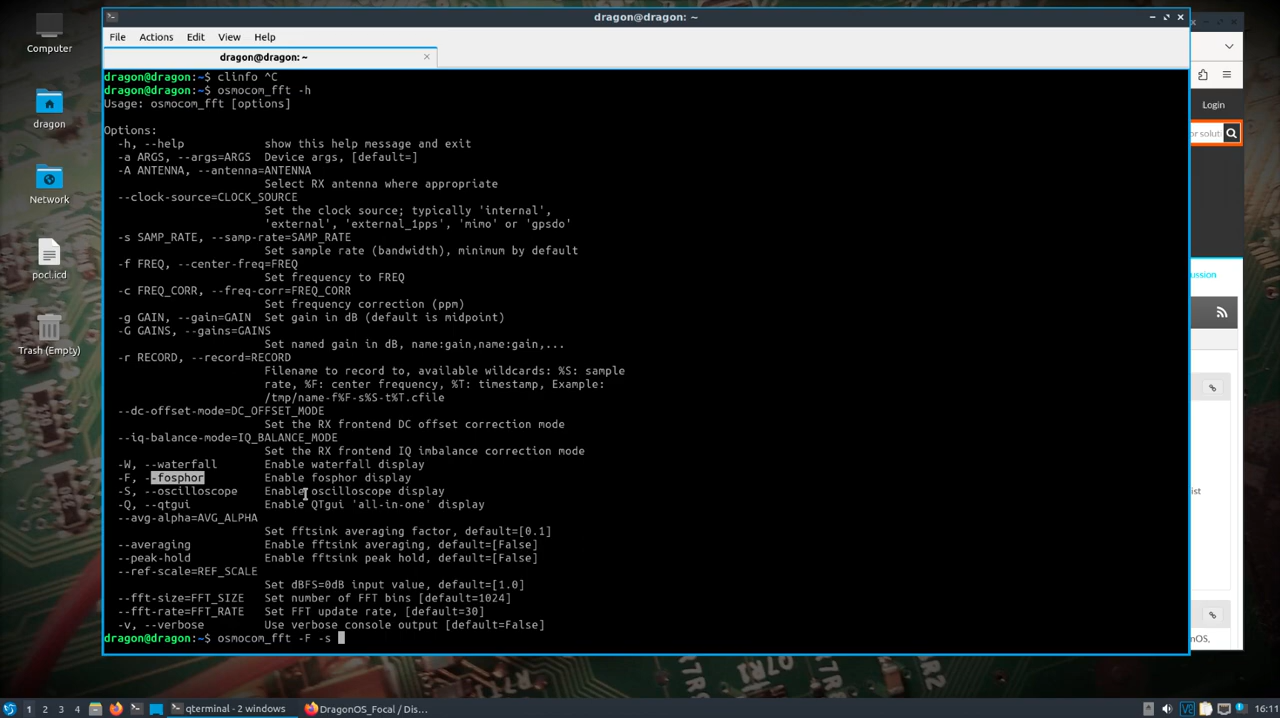 dragon@dragon: ~
File Actions Edit View Help
dragon@dragon: ~
Computer
dragon
Network
pocl.icd
Trash (Empty)
dragon@dragon:~$ clinfo ^C
dragon@dragon:~$ osmocom_fft -h
Usage: osmocom_fft [options]
Options:
-h, --help show this help message and exit
-a ARGS, --args=ARGS Device args, [default=]
-A ANTENNA, --antenna=ANTENNA
Select RX antenna where appropriate
--clock-source=CLOCK_SOURCE
Set the clock source; typically 'internal',
'external', 'external_1pps', 'mimo' or 'gpsdo'
-s SAMP_RATE, --samp-rate=SAMP_RATE
Set sample rate (bandwidth), minimum by default
-f FREQ, --center-freq=FREQ
Set frequency to FREQ
-c FREQ_CORR, --freq-corr=FREQ_CORR
Set frequency correction (ppm)
-g GAIN, --gain=GAIN Set gain in dB (default is midpoint)
-G GAINS, --gains=GAINS
Set named gain in dB, name:gain,name:gain,...
-r RECORD, --record=RECORD
Filename to record to, available wildcards: %S: sample
rate, %F: center frequency, %T: timestamp, Example:
/tmp/name-f%F-s%S-t%T.cfile
--dc-offset-mode=DC_OFFSET_MODE
Set the RX frontend DC offset correction mode
--iq-balance-mode=IQ_BALANCE_MODE
Set the RX frontend IQ imbalance correction mode
-W, --waterfall Enable waterfall display
-F, --fosphor Enable fosphor display
-S, --oscilloscope Enable oscilloscope display
-Q, --qtgui Enable QTgui 'all-in-one' display
--avg-alpha=AVG_ALPHA
Set fftsink averaging factor, default=[0.1]
--averaging Enable fftsink averaging, default=[False]
--peak-hold Enable fftsink peak hold, default=[False]
--ref-scale=REF_SCALE
Set dBFS=0dB input value, default=[1.0]
--fft-size=FFT_SIZE Set number of FFT bins [default=1024]
--fft-rate=FFT_RATE Set FFT update rate, [default=30]
-v, --verbose Use verbose console output [default=False]
dragon@dragon:~$ osmocom_fft -F -s
Login
or soluti
ussion
ist
nOS,
1 2 3 4 qterminal - 2 windows DragonOS_Focal / Dis... 16:11